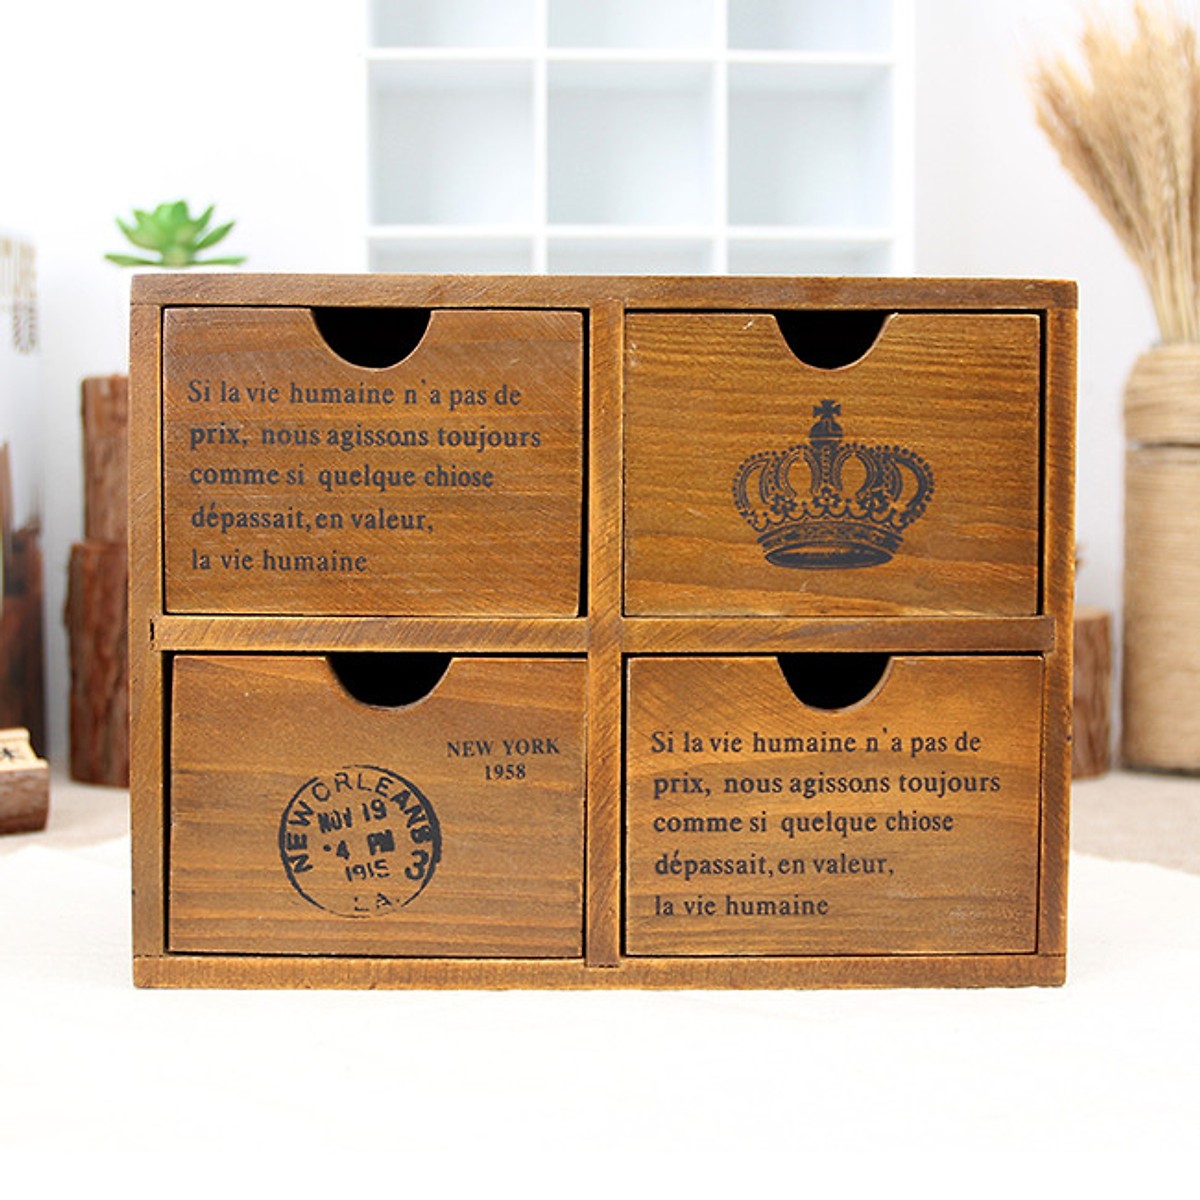 Si la vie humaine n'a pas de
prix, nous agissons toujours
comme si quelque chiose
dépassait, en valeur,
la vie humaine
NEW YORK
1958
NEW ORLEANS
NOV 19
4 PM
1915
3
LA.
Si la vie humaine n'a pas de
prix, nous agissons toujours
comme si quelque chiose
dépassait, en valeur,
la vie humaine